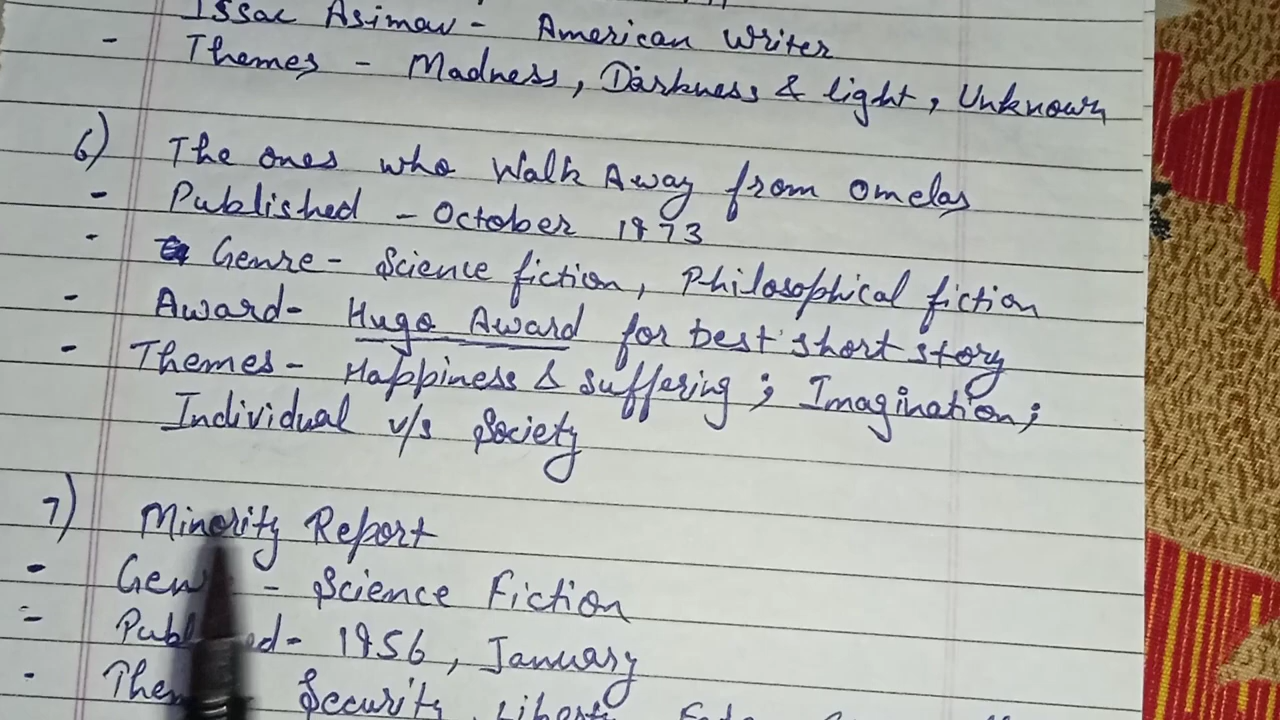 Issac Asimov - American Writer
- Themes - Madness, Darkness & light, Unknown
6) The ones who Walk Away from Omelas
- Published - October 1973
- Genre - Science fiction, Philosophical fiction
- Award - Hugo Award for best short story
- Themes - Happiness & suffering ; Imagination ;
Individual v/s Society
7) Minority Report
- - Science Fiction
- 1956, January
- Security, Liberty